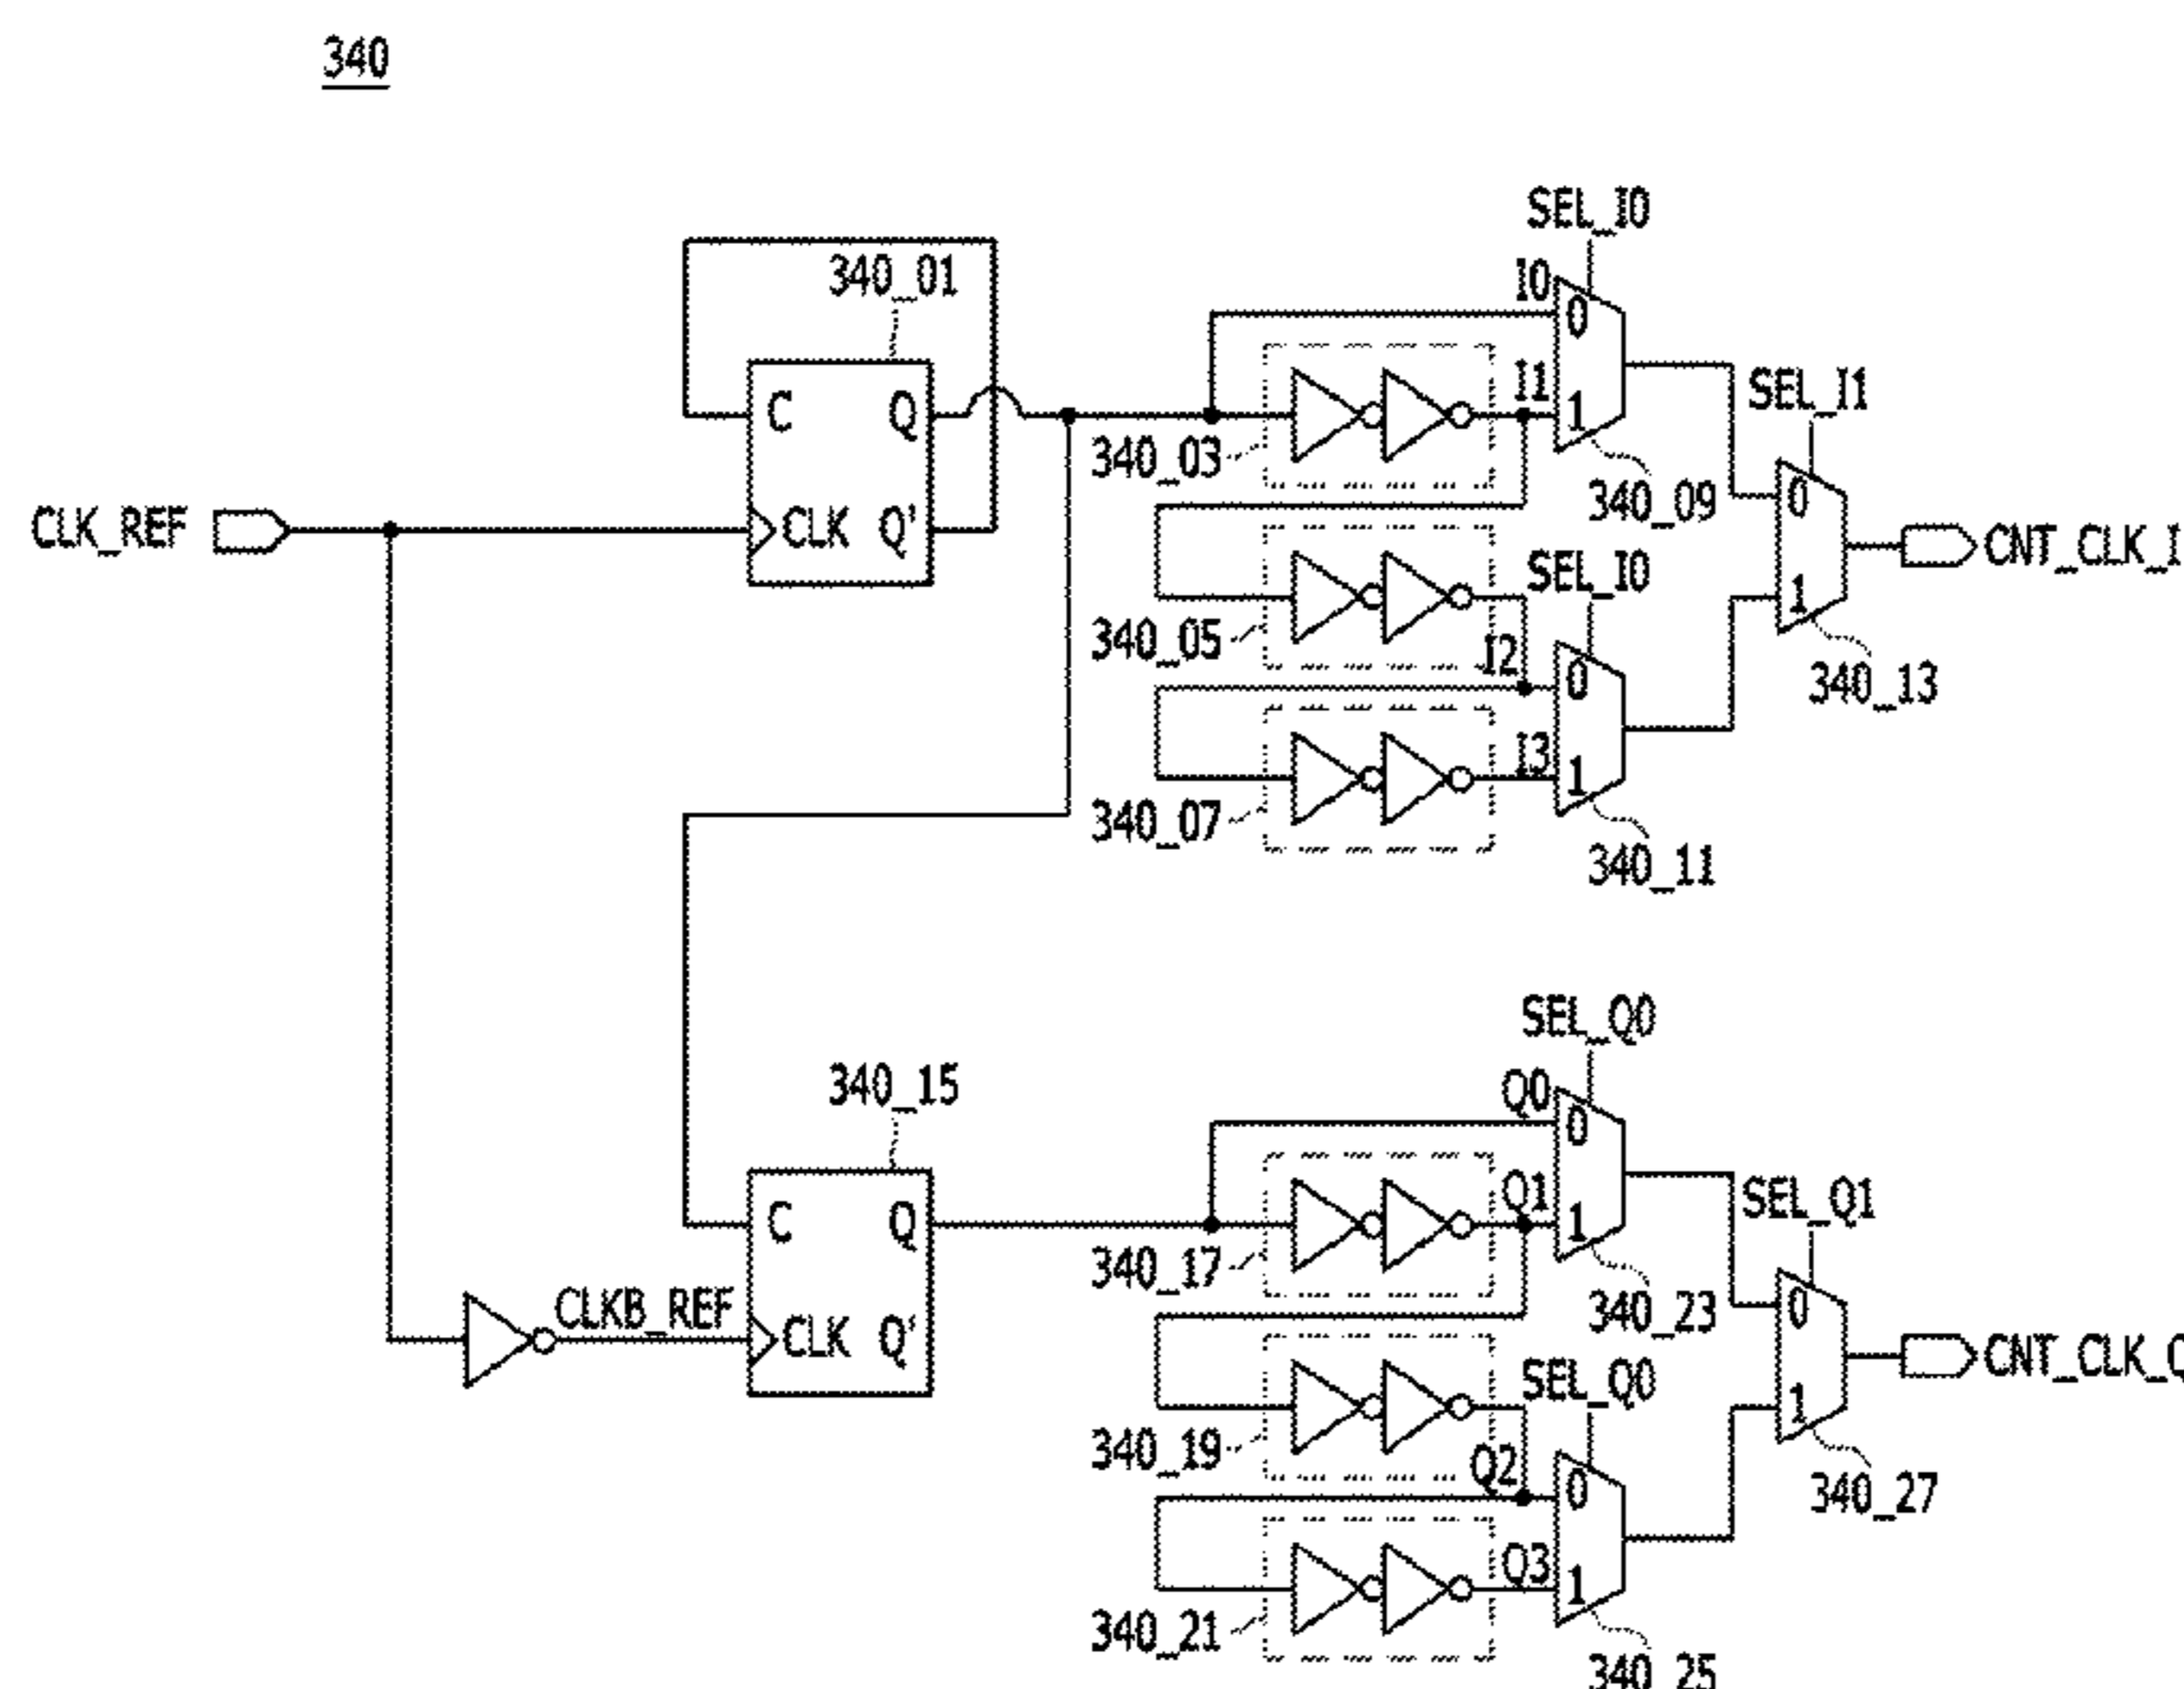 340
SEL_I0
340_01
I0
0
SEL_I1
C
Q
I1
1
340_03
340_09
0
CLK_REF
CLK
Q'
SEL_I0
CNT_CLK_I
1
340_05
I2
0
340_13
I3
1
340_07
340_11
SEL_Q0
340_15
Q0
0
SEL_Q1
C
Q
Q1
1
340_17
340_23
0
CLKB_REF
CLK
Q'
SEL_Q0
CNT_CLK_Q
1
340_19
Q2
0
340_27
Q3
1
340_21
340_25